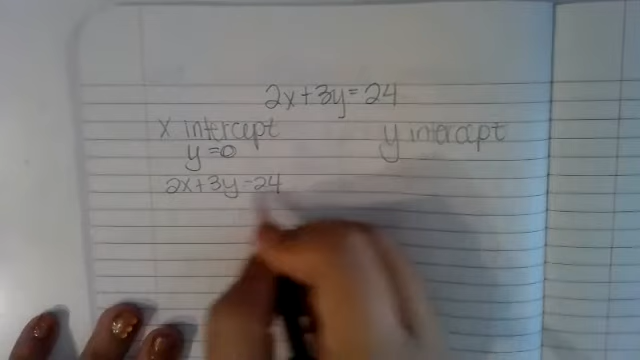 2x+3y=24
x intercept
y intercept
y=0
2x+3y=24